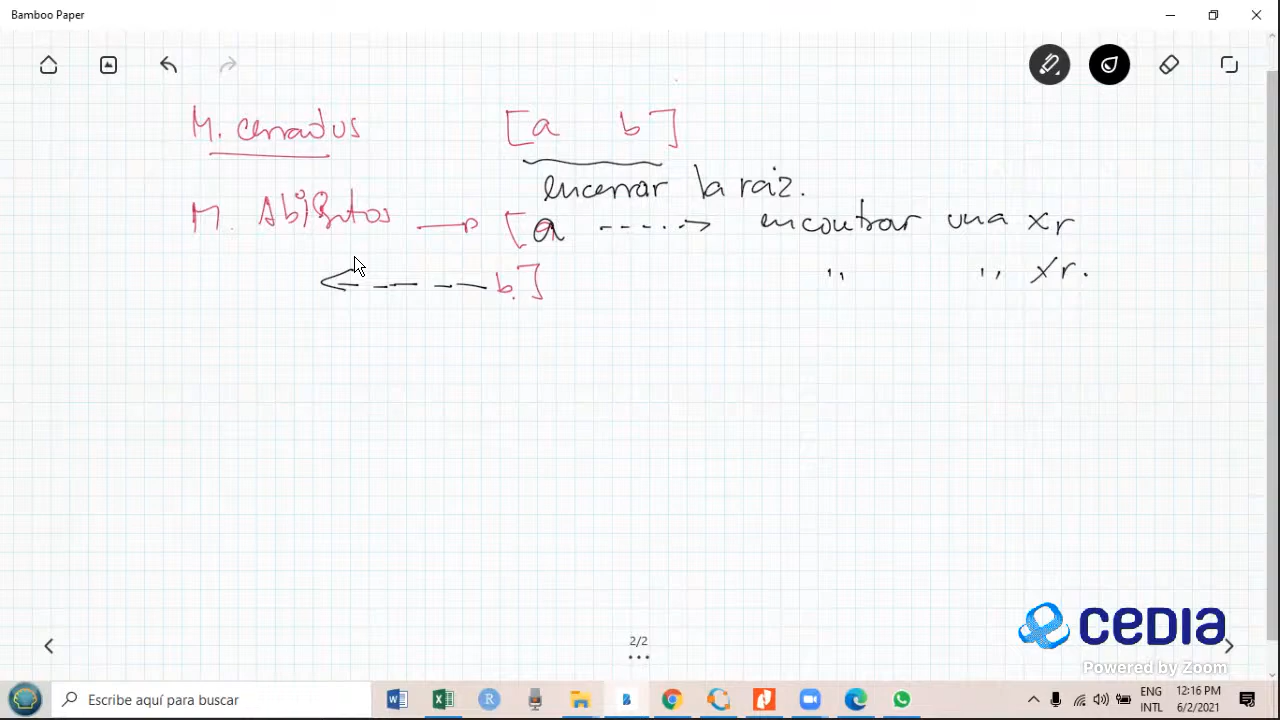 Bamboo Paper
M. cerrados [a b]
encerrar la raiz.
M. Abiertos → [a ----> encontrar una xr
<---- b.] '' '' xr.
2/2
cedia
Powered by Zoom
Escribe aquí para buscar
ENG
INTL
12:16 PM
6/2/2021